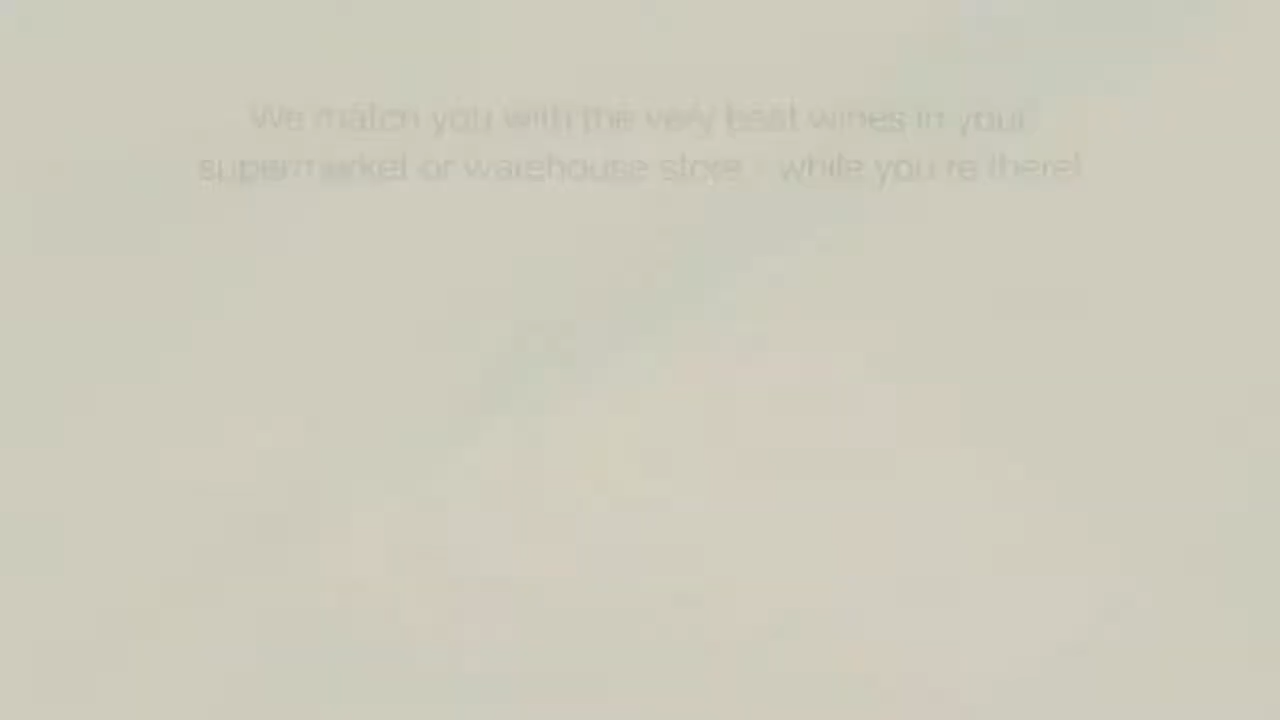 We match you with the very best wines in your
supermarket or warehouse store - while you're there!